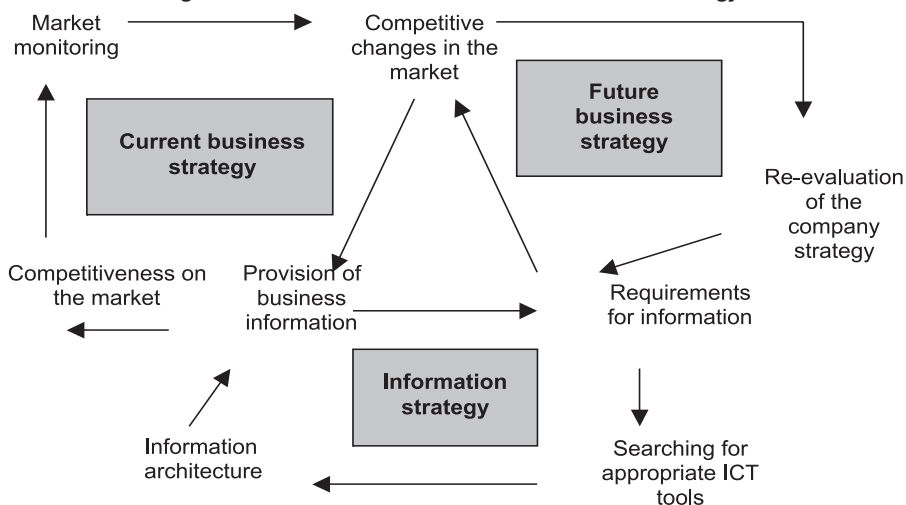 Market
monitoring
Competitive
changes in the
market
Current business
strategy
Future
business
strategy
Re-evaluation
of the
company
strategy
Competitiveness on
the market
Provision of
business
information
Requirements
for information
Information
strategy
Information
architecture
Searching for
appropriate ICT
tools